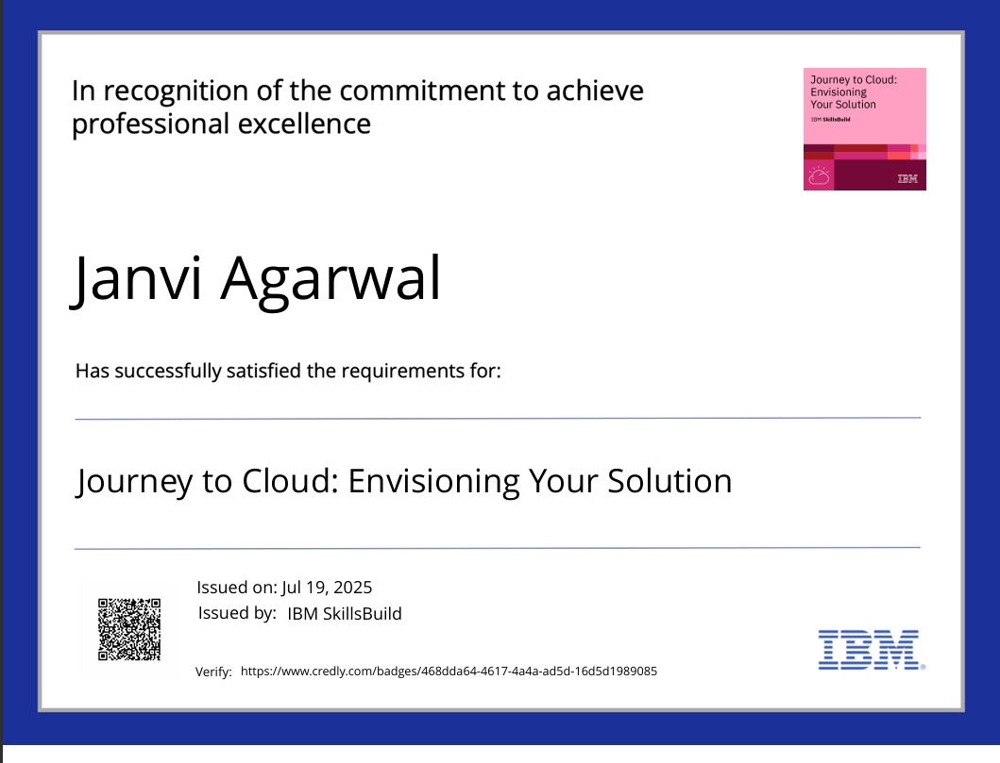 In recognition of the commitment to achieve
professional excellence
Journey to Cloud:
Envisioning
Your Solution
IBM SkillsBuild
IBM
Janvi Agarwal
Has successfully satisfied the requirements for:
Journey to Cloud: Envisioning Your Solution
Issued on: Jul 19, 2025
Issued by: IBM SkillsBuild
Verify: https://www.credly.com/badges/468dda64-4617-4a4a-ad5d-16d5d1989085
IBM®